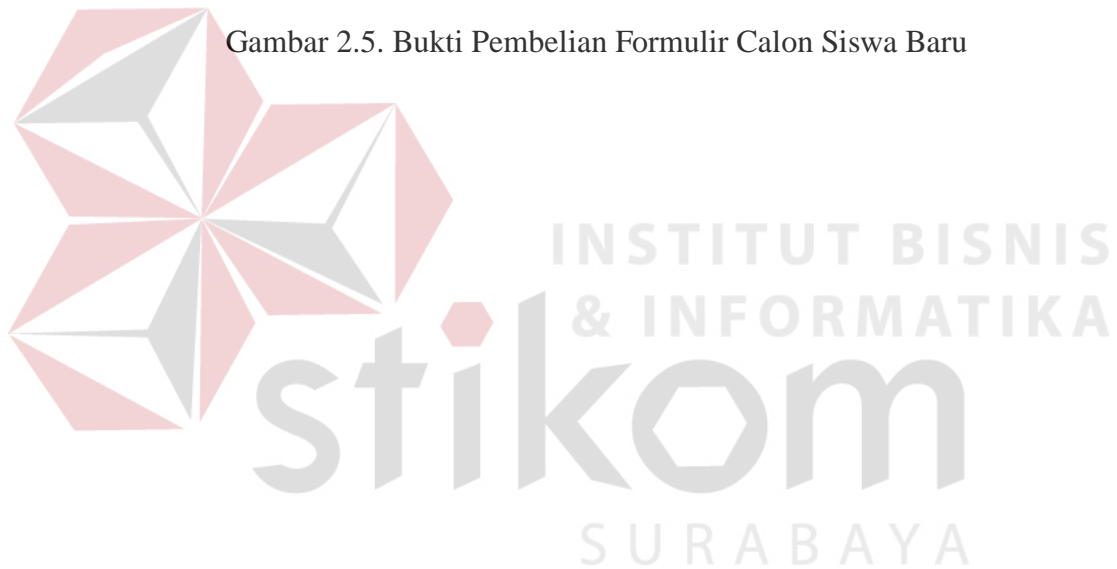 Gambar 2.5. Bukti Pembelian Formulir Calon Siswa Baru
INSTITUT BISNIS
& INFORMATIKA
stikom
SURABAYA